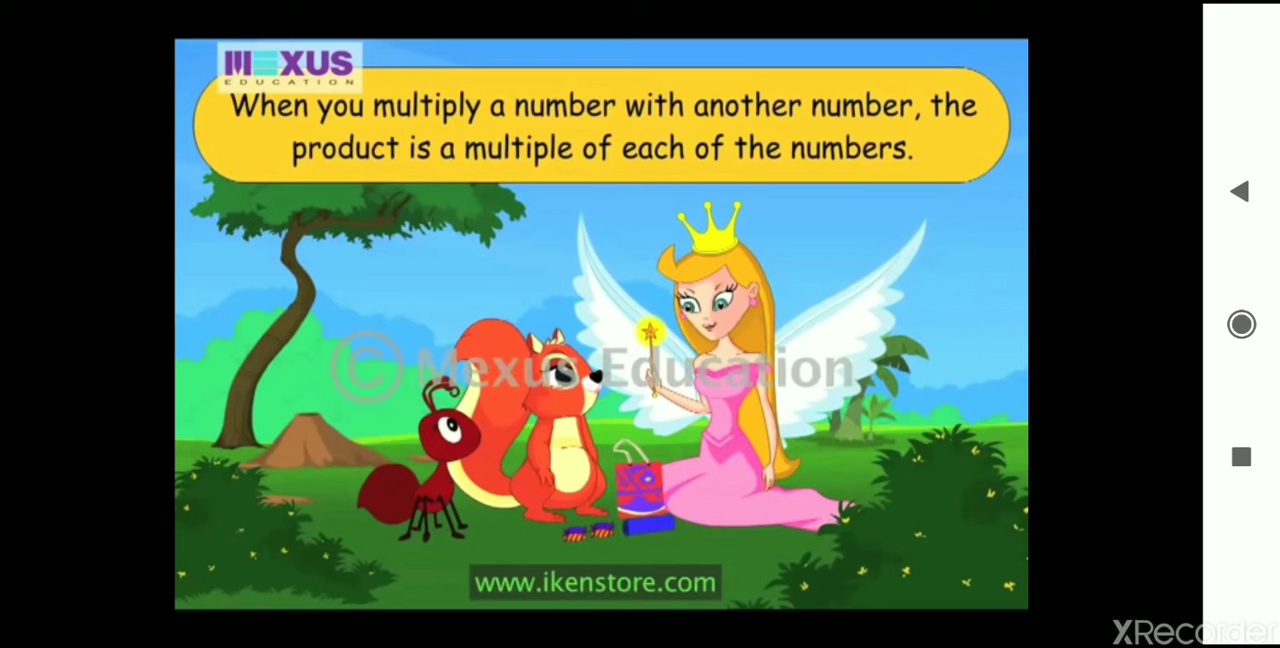 MEXUS
EDUCATION
When you multiply a number with another number, the
product is a multiple of each of the numbers.
© Mexus Education
www.ikenstore.com
XRecorder